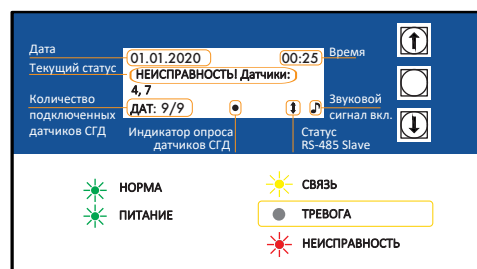 Дата
01.01.2020
00:25
Время
Текущий статус
НЕИСПРАВНОСТЬ! Датчики:
4, 7
Количество
подключенных
датчиков СГД
ДАТ: 9/9
Звуковой
сигнал вкл.
Индикатор опроса
датчиков СГД
Статус
RS-485 Slave
НОРМА
СВЯЗЬ
ПИТАНИЕ
ТРЕВОГА
НЕИСПРАВНОСТЬ